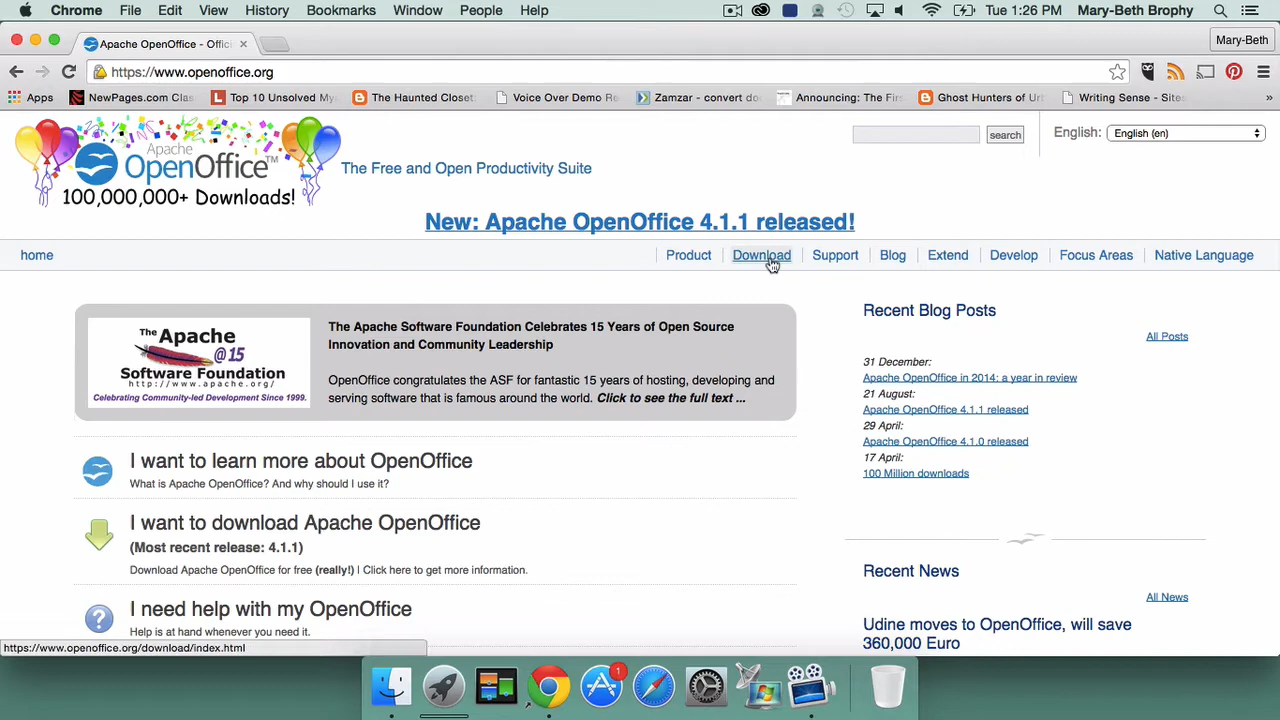 Chrome File Edit View History Bookmarks Window People Help Tue 1:26 PM Mary-Beth Brophy
Apache OpenOffice - Offici Mary-Beth
https://www.openoffice.org
Apps NewPages.com Clas Top 10 Unsolved Mys The Haunted Closet Voice Over Demo Re Zamzar - convert do Announcing: The Firs Ghost Hunters of Urb Writing Sense - Sites »
Apache
OpenOffice™
100,000,000+ Downloads!
The Free and Open Productivity Suite
search
English: English (en)
New: Apache OpenOffice 4.1.1 released!
home Product Download Support Blog Extend Develop Focus Areas Native Language
The
Apache
@15
Software Foundation
http://www.apache.org/
Celebrating Community-led Development Since 1999.
The Apache Software Foundation Celebrates 15 Years of Open Source
Innovation and Community Leadership
OpenOffice congratulates the ASF for fantastic 15 years of hosting, developing and
serving software that is famous around the world. Click to see the full text ...
I want to learn more about OpenOffice
What is Apache OpenOffice? And why should I use it?
I want to download Apache OpenOffice
(Most recent release: 4.1.1)
Download Apache OpenOffice for free (really!) | Click here to get more information.
I need help with my OpenOffice
Help is at hand whenever you need it.
Recent Blog Posts
All Posts
31 December:
Apache OpenOffice in 2014: a year in review
21 August:
Apache OpenOffice 4.1.1 released
29 April:
Apache OpenOffice 4.1.0 released
17 April:
100 Million downloads
Recent News
All News
Udine moves to OpenOffice, will save
360,000 Euro
https://www.openoffice.org/download/index.html
1